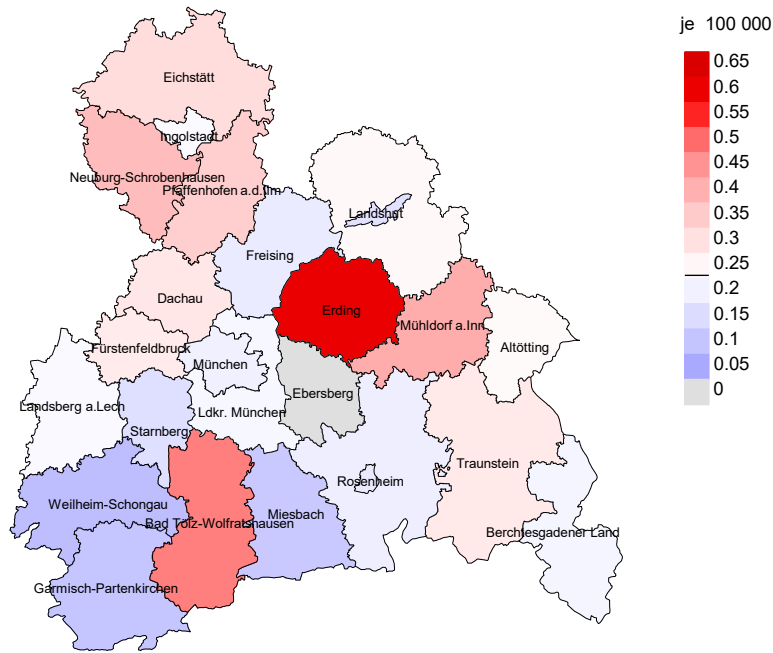 je 100 000
0.65
0.6
0.55
0.5
0.45
0.4
0.35
0.3
0.25
0.2
0.15
0.1
0.05
0
Eichstätt
Ingolstadt
Neuburg-Schrobenhausen
Pfaffenhofen a.d.Ilm
Landshut
Freising
Dachau
Erding
Mühldorf a.Inn
Altötting
Fürstenfeldbruck
München
Ebersberg
Landsberg a.Lech
Ldkr. München
Starnberg
Traunstein
Rosenheim
Weilheim-Schongau
Miesbach
Bad Tölz-Wolfratshausen
Berchtesgadener Land
Garmisch-Partenkirchen